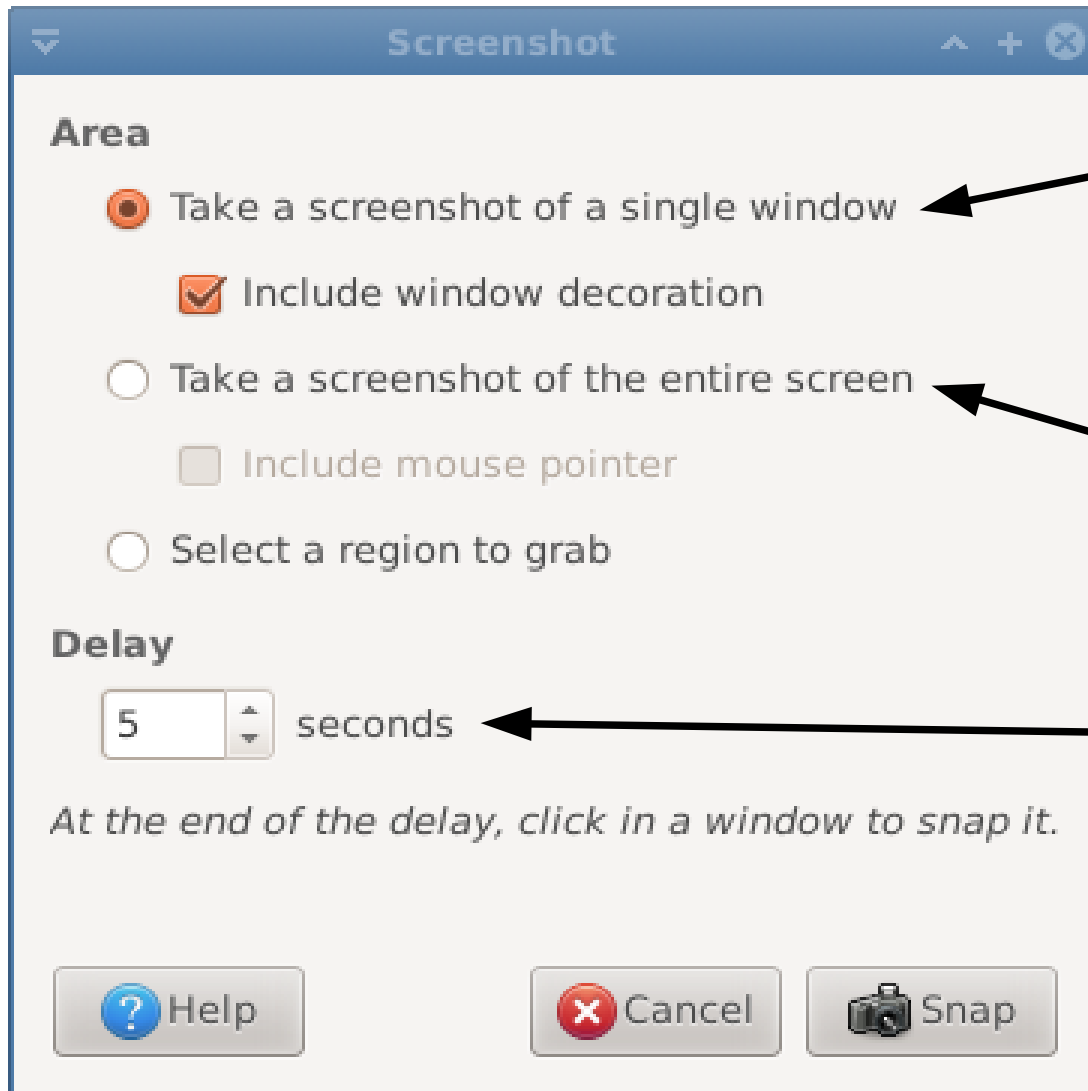 Screenshot
Area
Take a screenshot of a single window
Include window decoration
Take a screenshot of the entire screen
Include mouse pointer
Select a region to grab
Delay
5 seconds
At the end of the delay, click in a window to snap it.
Help Cancel Snap